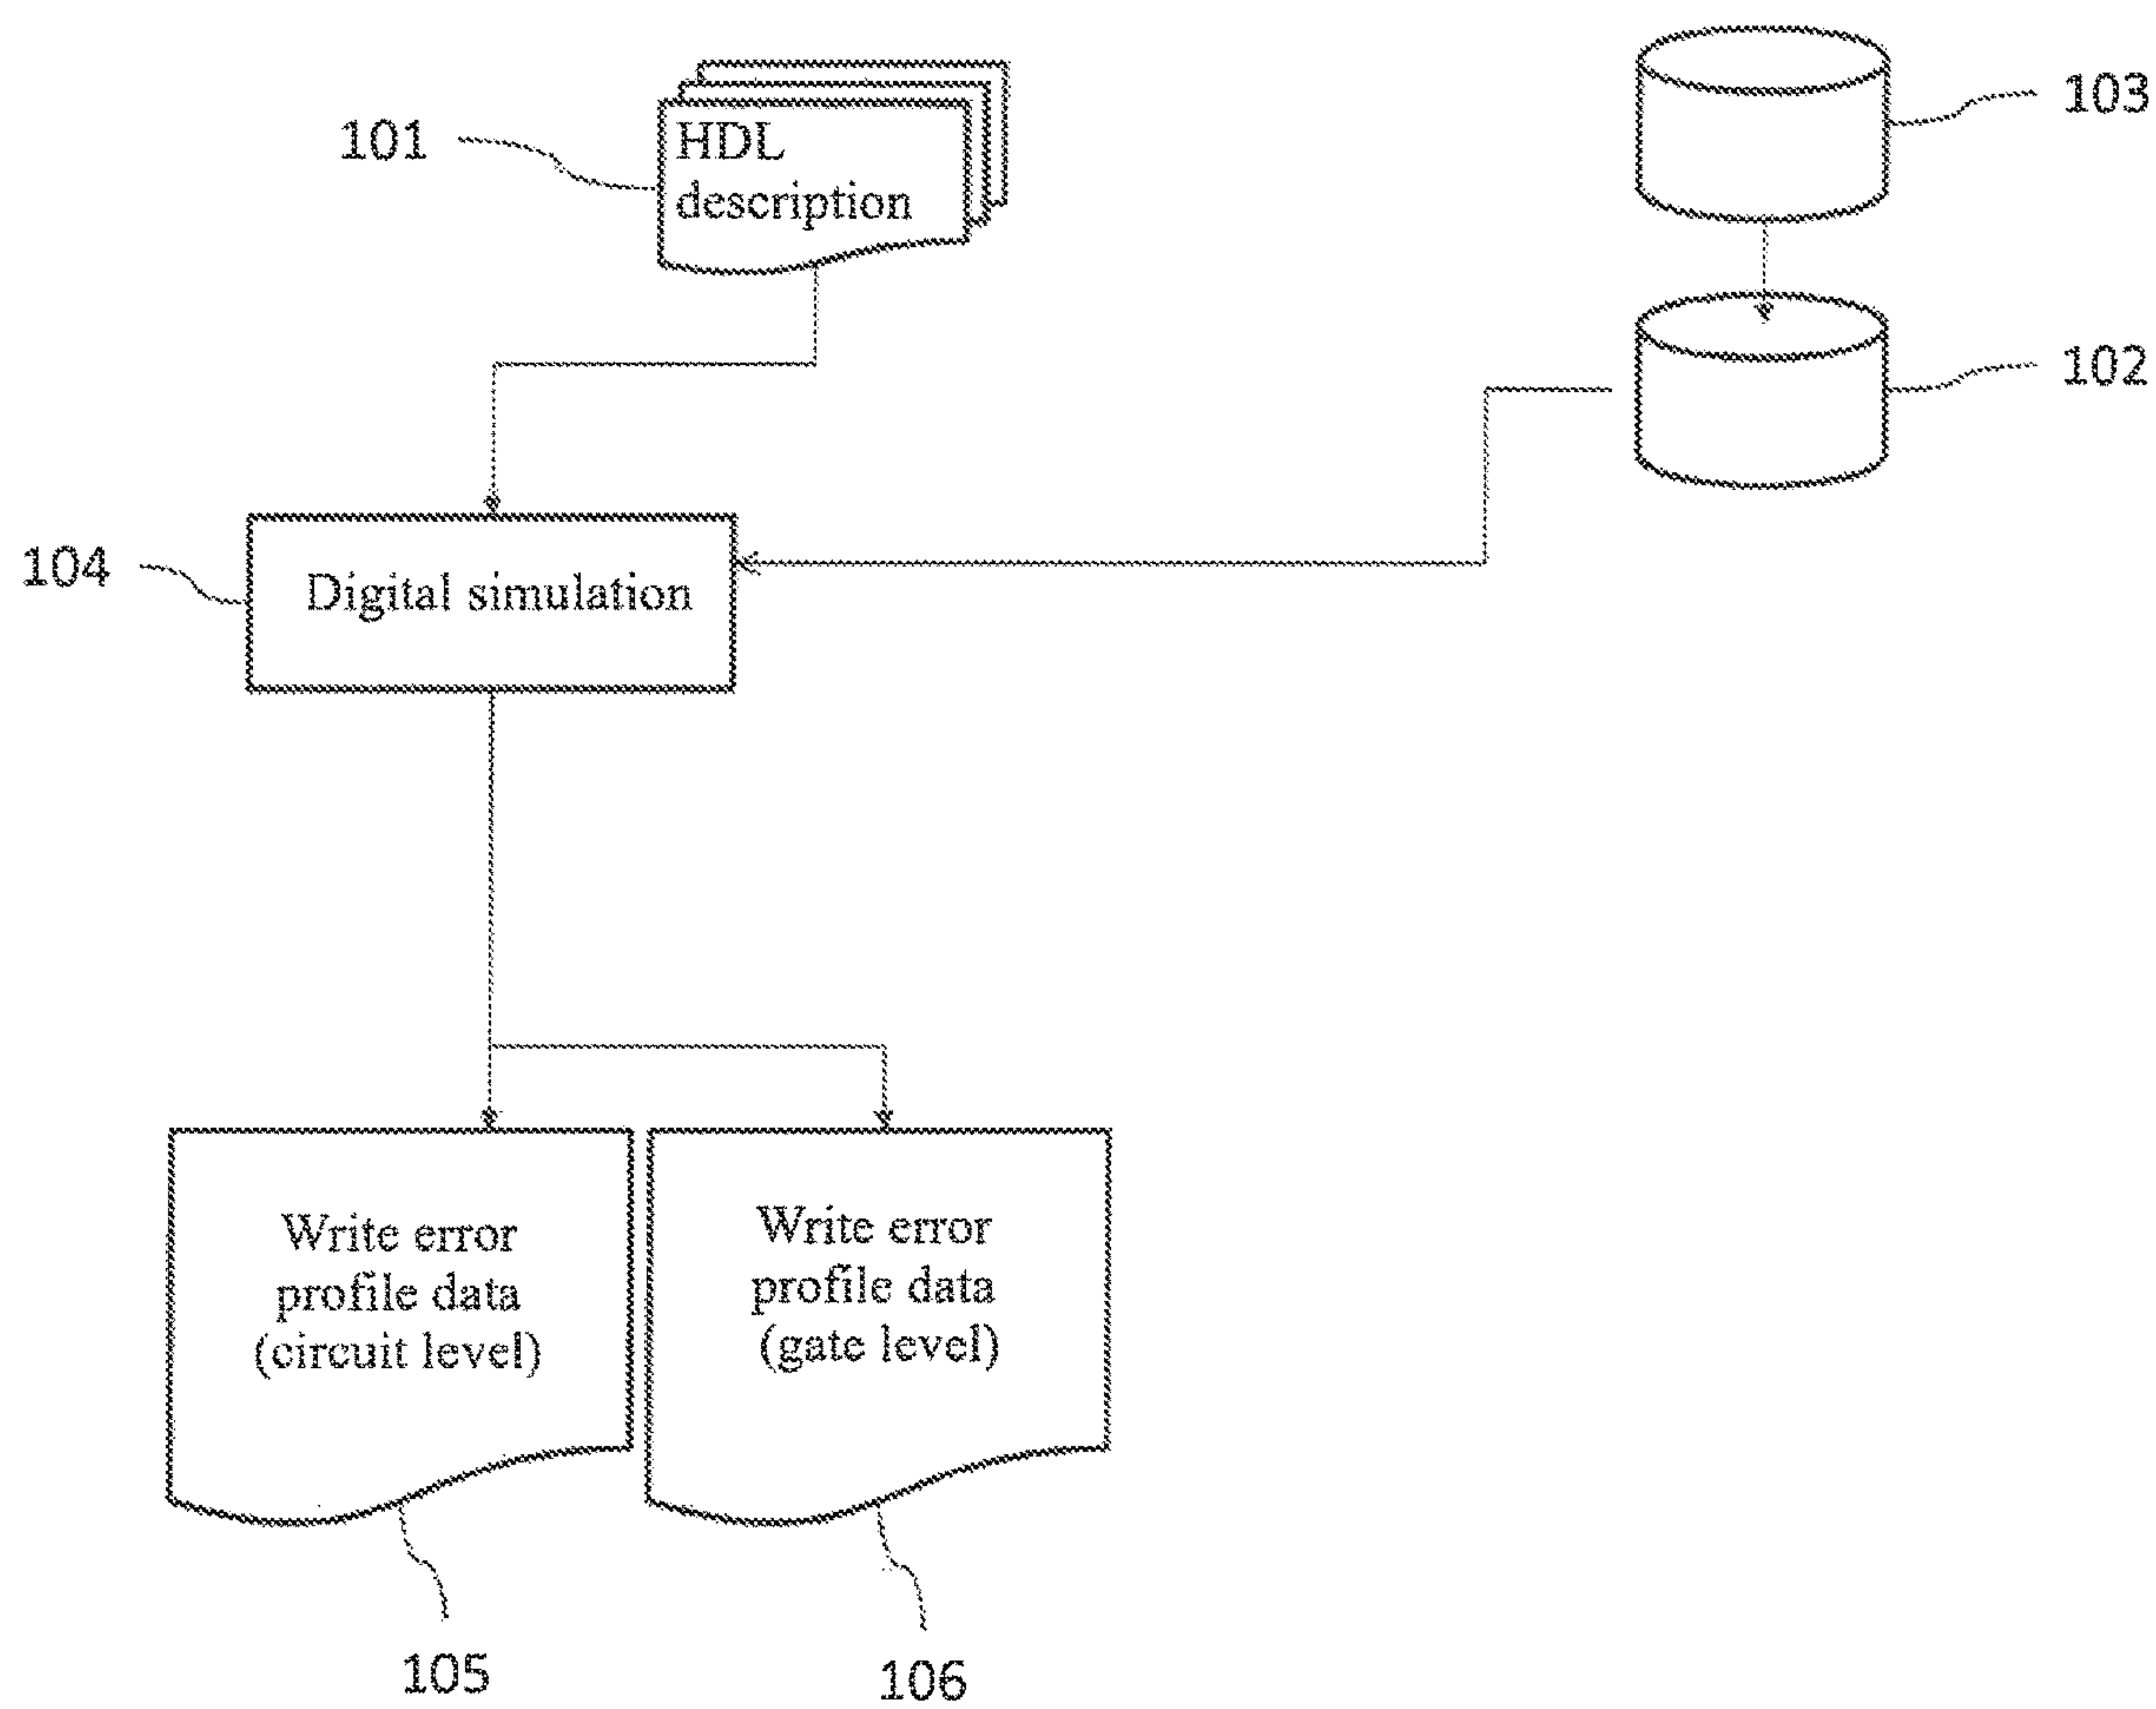 103
101
HDL
description
102
104
Digital simulation
Write error
profile data
(circuit level)
Write error
profile data
(gate level)
105
106